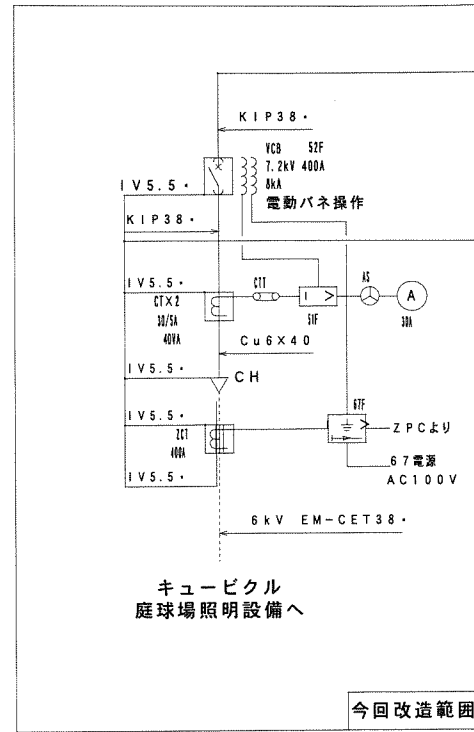 KIP38・
VCB 52F
7.2kV 400A
8kA
電動バネ操作
IV5.5・
KIP38・
IV5.5・
CTX2
30/5A
40VA
CTT
I >
51F
AS
A
30A
Cu6X40
IV5.5・
CH
IV5.5・
ZCT
400A
67F
ZPCより
67電源
AC100V
IV5.5・
6kV EM-CET38・
キュービクル
庭球場照明設備へ
今回改造範囲